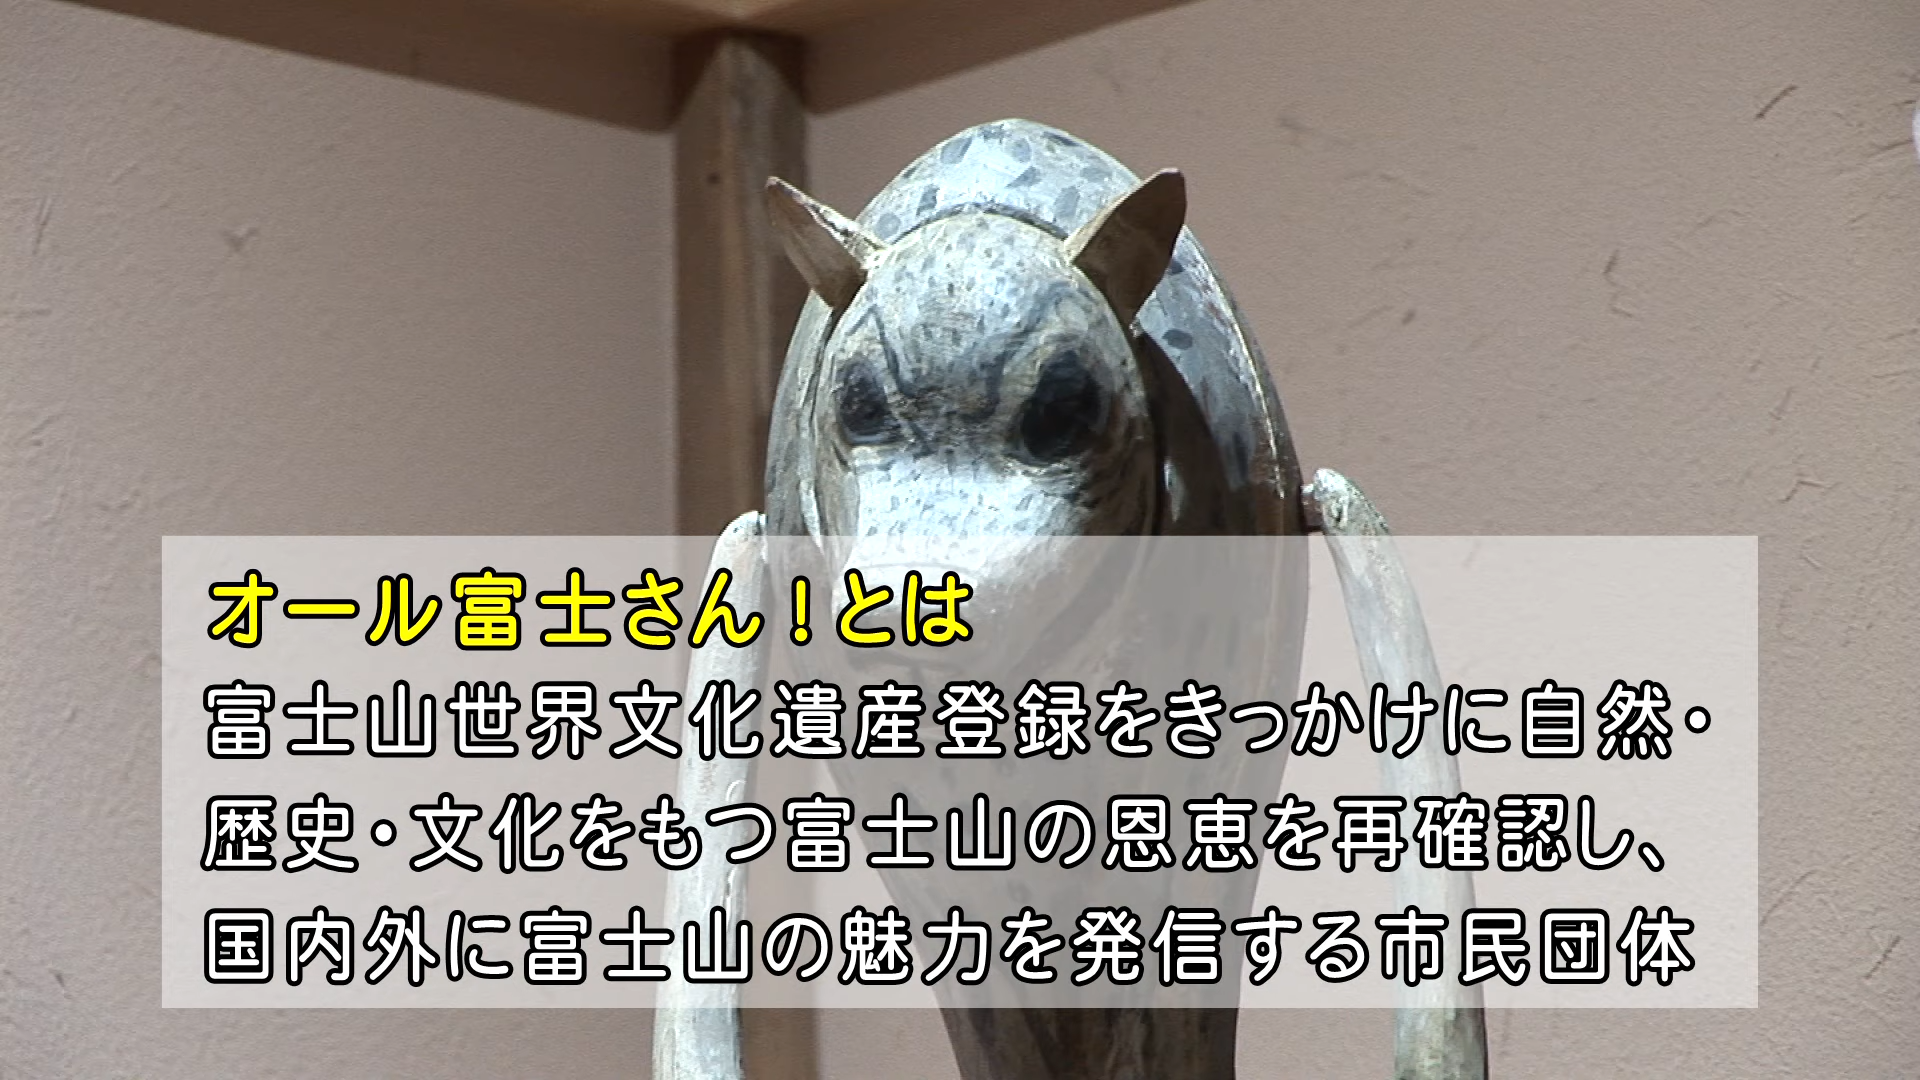 オール富士さん！とは
富士山世界文化遺産登録をきっかけに自然・
歴史・文化をもつ富士山の恩恵を再確認し、
国内外に富士山の魅力を発信する市民団体